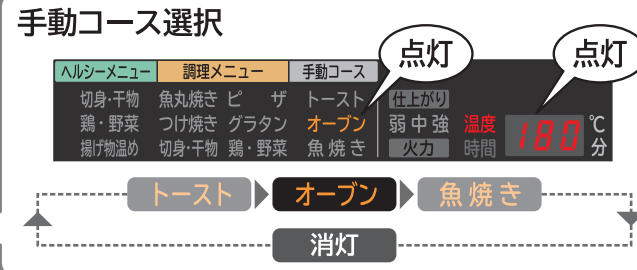 手動コース選択
点灯
点灯
ヘルシーメニュー 調理メニュー 手動コース
切身・干物 魚丸焼き ピザ トースト 仕上がり
鶏・野菜 つけ焼き グラタン オーブン 弱 中 強 温度 180 ℃
揚げ物温め 切身・干物 鶏・野菜 魚焼き 火力 時間 分
トースト オーブン 魚焼き
消灯